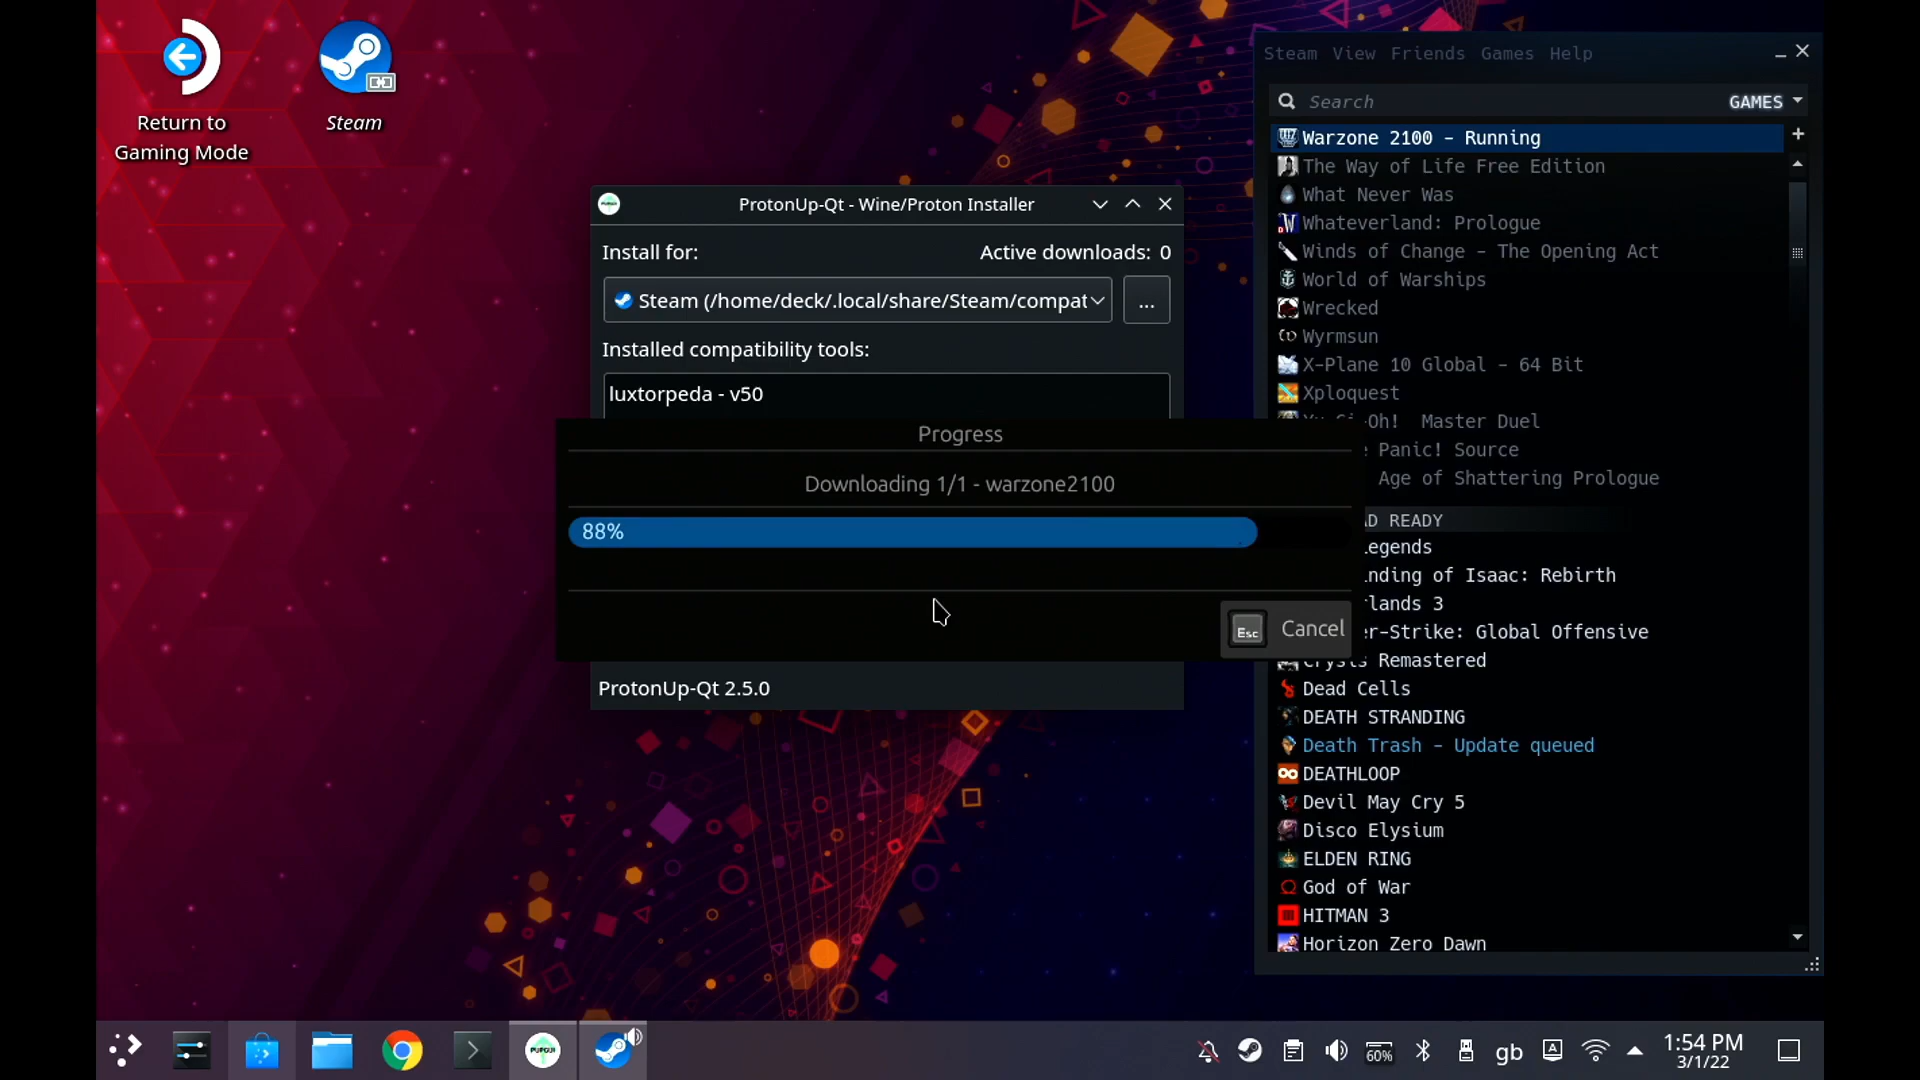 Return to
Gaming Mode
Steam
ProtonUp-Qt - Wine/Proton Installer
Install for:
Active downloads: 0
Steam (/home/deck/.local/share/Steam/compat
...
Installed compatibility tools:
luxtorpeda - v50
Progress
Downloading 1/1 - warzone2100
88%
Esc
Cancel
ProtonUp-Qt 2.5.0
Steam View Friends Games Help
Search
GAMES
Warzone 2100 - Running
The Way of Life Free Edition
What Never Was
Whateverland: Prologue
Winds of Change - The Opening Act
World of Warships
Wrecked
Wyrmsun
X-Plane 10 Global - 64 Bit
Xploquest
Yu-Gi-Oh! Master Duel
Panic! Source
Age of Shattering Prologue
READY
Legends
of Isaac: Rebirth
3
Global Offensive
Crysis Remastered
Dead Cells
DEATH STRANDING
Death Trash - Update queued
DEATHLOOP
Devil May Cry 5
Disco Elysium
ELDEN RING
God of War
HITMAN 3
Horizon Zero Dawn
PUPGUI
60%
gb
A
1:54 PM
3/1/22